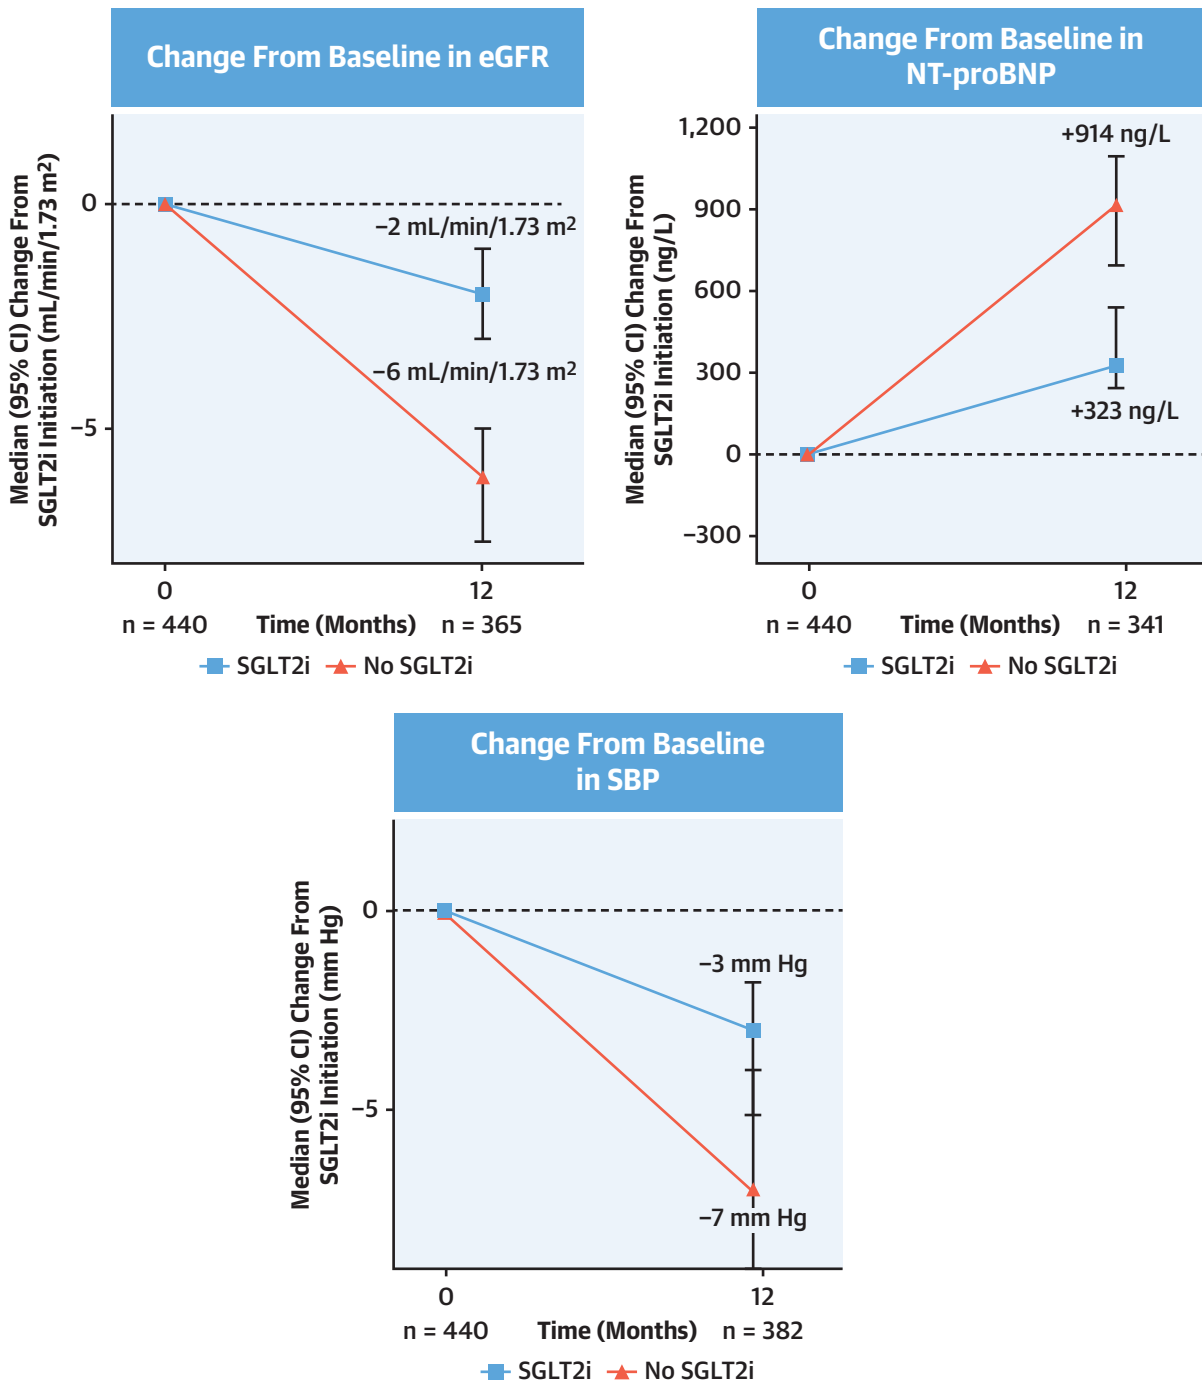 Change From Baseline in eGFR
Median (95% CI) Change From
SGLT2i Initiation (mL/min/1.73 m²)
0
−5
−2 mL/min/1.73 m²
−6 mL/min/1.73 m²
0
12
n = 440
Time (Months)
n = 365
SGLT2i
No SGLT2i
Change From Baseline in
NT-proBNP
Median (95% CI) Change From
SGLT2i Initiation (ng/L)
1,200
900
600
300
0
−300
+914 ng/L
+323 ng/L
0
12
n = 440
Time (Months)
n = 341
SGLT2i
No SGLT2i
Change From Baseline
in SBP
Median (95% CI) Change From
SGLT2i Initiation (mm Hg)
0
−5
−3 mm Hg
−7 mm Hg
0
12
n = 440
Time (Months)
n = 382
SGLT2i
No SGLT2i